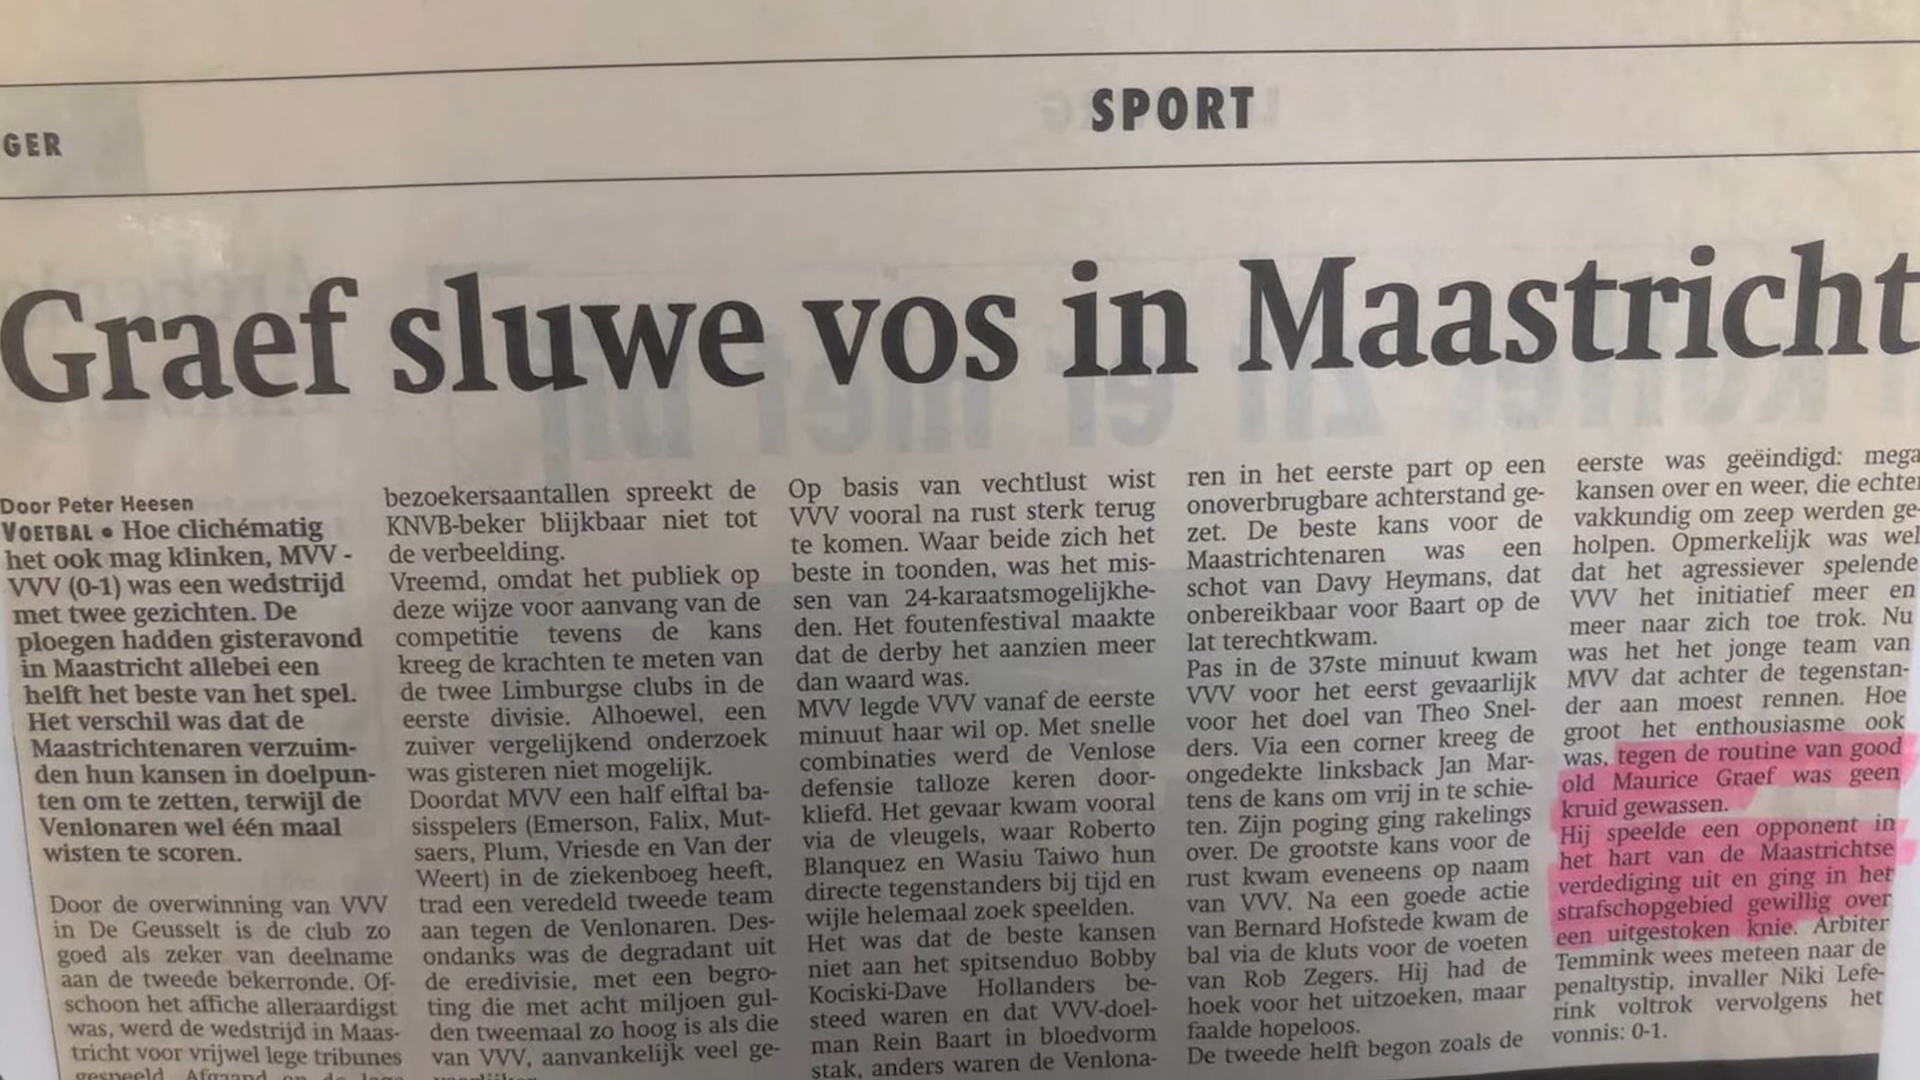 GER
SPORT
Graef sluwe vos in Maastricht
Door Peter Heesen
VOETBAL • Hoe clichématig
het ook mag klinken, MVV -
VVV (0-1) was een wedstrijd
met twee gezichten. De
ploegen hadden gisteravond
in Maastricht allebei een
helft het beste van het spel.
Het verschil was dat de
Maastrichtenaren verzuim-
den hun kansen in doelpun-
ten om te zetten, terwijl de
Venlonaren wel één maal
wisten te scoren.
Door de overwinning van VVV
in De Geusselt is de club zo
goed als zeker van deelname
aan de tweede bekerronde. Of-
schoon het affiche alleraardigst
was, werd de wedstrijd in Maas-
tricht voor vrijwel lege tribunes
gespeeld. Afgaand op de lage
bezoekersaantallen spreekt de
KNVB-beker blijkbaar niet tot
de verbeelding.
Vreemd, omdat het publiek op
deze wijze voor aanvang van de
competitie tevens de kans
kreeg de krachten te meten van
de twee Limburgse clubs in de
eerste divisie. Alhoewel, een
zuiver vergelijkend onderzoek
was gisteren niet mogelijk.
Doordat MVV een half elftal ba-
sisspelers (Emerson, Falix, Mut-
saers, Plum, Vriesde en Van der
Weert) in de ziekenboeg heeft,
trad een veredeld tweede team
aan tegen de Venlonaren. Des-
ondanks was de degradant uit
de eredivisie, met een begro-
ting die met acht miljoen gul-
den tweemaal zo hoog is als die
van VVV, aanvankelijk veel ge-
Op basis van vechtlust wist
VVV vooral na rust sterk terug
te komen. Waar beide zich het
beste in toonden, was het mis-
sen van 24-karaatsmogelijkhe-
den. Het foutenfestival maakte
dat de derby het aanzien meer
dan waard was.
MVV legde VVV vanaf de eerste
minuut haar wil op. Met snelle
combinaties werd de Venlose
defensie talloze keren door-
kliefd. Het gevaar kwam vooral
via de vleugels, waar Roberto
Blanquez en Wasiu Taiwo hun
directe tegenstanders bij tijd en
wijle helemaal zoek speelden.
Het was dat de beste kansen
niet aan het spitsenduo Bobby
Kociski-Dave Hollanders be-
steed waren en dat VVV-doel-
man Rein Baart in bloedvorm
stak, anders waren de Venlona-
ren in het eerste part op een
onoverbrugbare achterstand ge-
zet. De beste kans voor de
Maastrichtenaren was een
schot van Davy Heymans, dat
onbereikbaar voor Baart op de
lat terechtkwam.
Pas in de 37ste minuut kwam
VVV voor het eerst gevaarlijk
voor het doel van Theo Snel-
ders. Via een corner kreeg de
ongedekte linksback Jan Mar-
tens de kans om vrij in te schie-
ten. Zijn poging ging rakelings
over. De grootste kans voor de
rust kwam eveneens op naam
van VVV. Na een goede actie
van Bernard Hofstede kwam de
bal via de kluts voor de voeten
van Rob Zegers. Hij had de
hoek voor het uitzoeken, maar
faalde hopeloos.
De tweede helft begon zoals de
eerste was geëindigd: mega
kansen over en weer, die echter
vakkundig om zeep werden ge-
holpen. Opmerkelijk was wel
dat het agressiever spelende
VVV het initiatief meer en
meer naar zich toe trok. Nu
was het het jonge team van
MVV dat achter de tegenstan-
der aan moest rennen. Hoe
groot het enthousiasme ook
was, tegen de routine van good
old Maurice Graef was geen
kruid gewassen.
Hij speelde een opponent in
het hart van de Maastrichtse
verdediging uit en ging in het
strafschopgebied gewillig over
een uitgestoken knie. Arbiter
Temmink wees meteen naar de
penaltystip, invaller Niki Lefe-
rink voltrok vervolgens het
vonnis: 0-1.